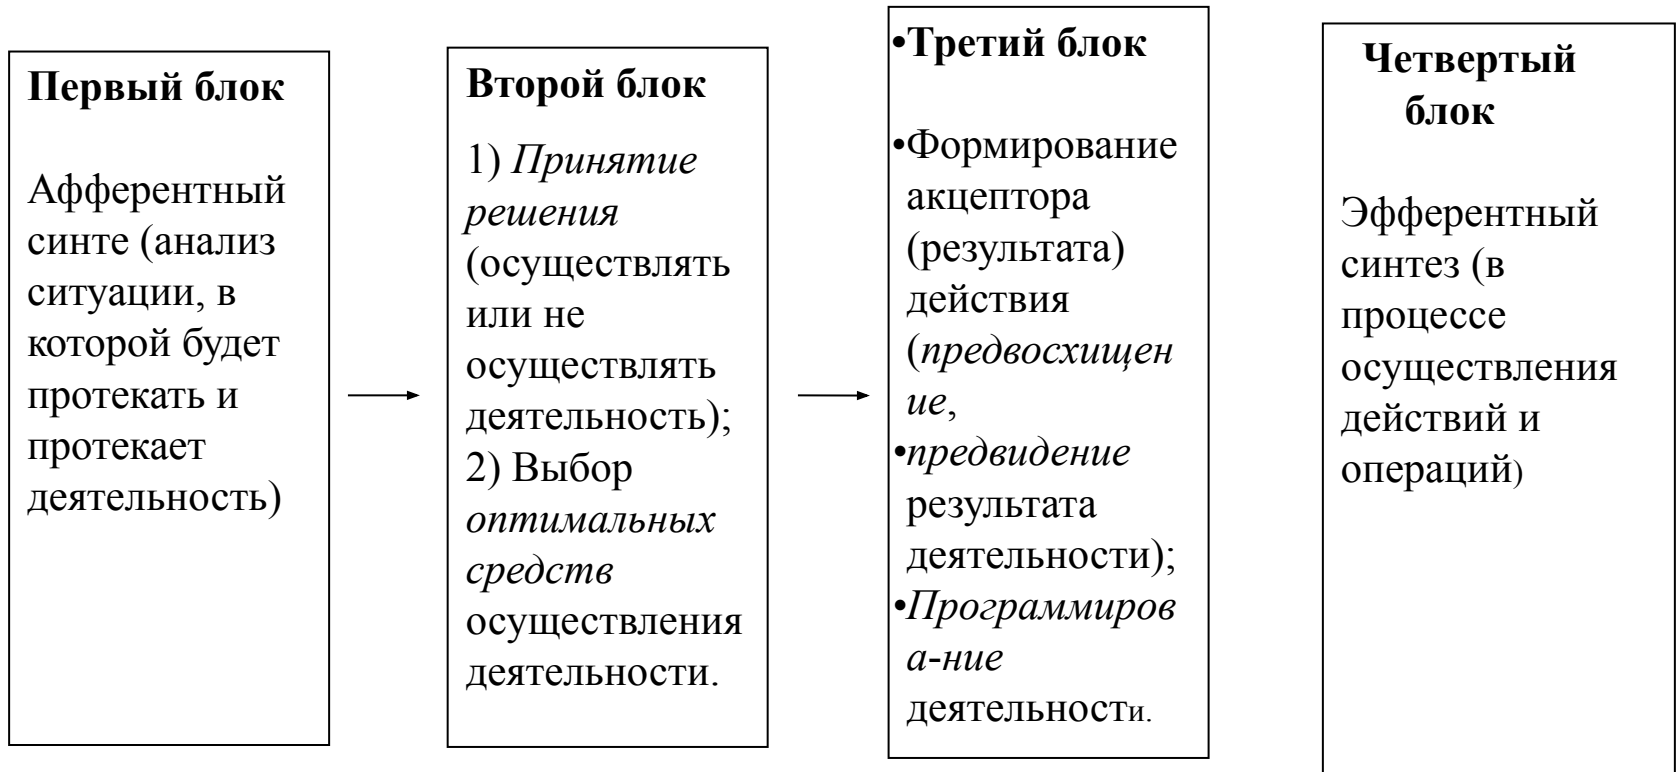 Первый блок
Афферентный
синте (анализ
ситуации, в
которой будет
протекать и
протекает
деятельность)
Второй блок
1) Принятие
решения
(осуществлять
или не
осуществлять
деятельность);
2) Выбор
оптимальных
средств
осуществления
деятельности.
•Третий блок
•Формирование
акцептора
(результата)
действия
(предвосхищен
ие,
•предвидение
результата
деятельности);
•Программиров
а-ние
деятельности.
Четвертый
блок
Эфферентный
синтез (в
процессе
осуществления
действий и
операций)